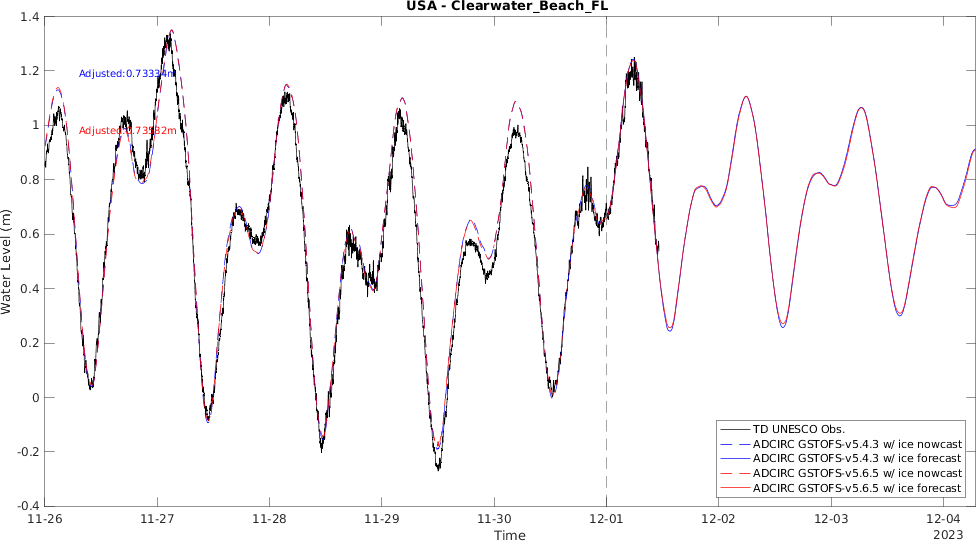 USA - Clearwater_Beach_FL
1.4
1.2
1
0.8
0.6
0.4
0.2
0
-0.2
-0.4
Water Level (m)
Adjusted:0.73334m
Adjusted:0.73532m
11-26
11-27
11-28
11-29
11-30
12-01
12-02
12-03
12-04
Time
2023
TD UNESCO Obs.
ADCIRC GSTOFS-v5.4.3 w/ ice nowcast
ADCIRC GSTOFS-v5.4.3 w/ ice forecast
ADCIRC GSTOFS-v5.6.5 w/ ice nowcast
ADCIRC GSTOFS-v5.6.5 w/ ice forecast